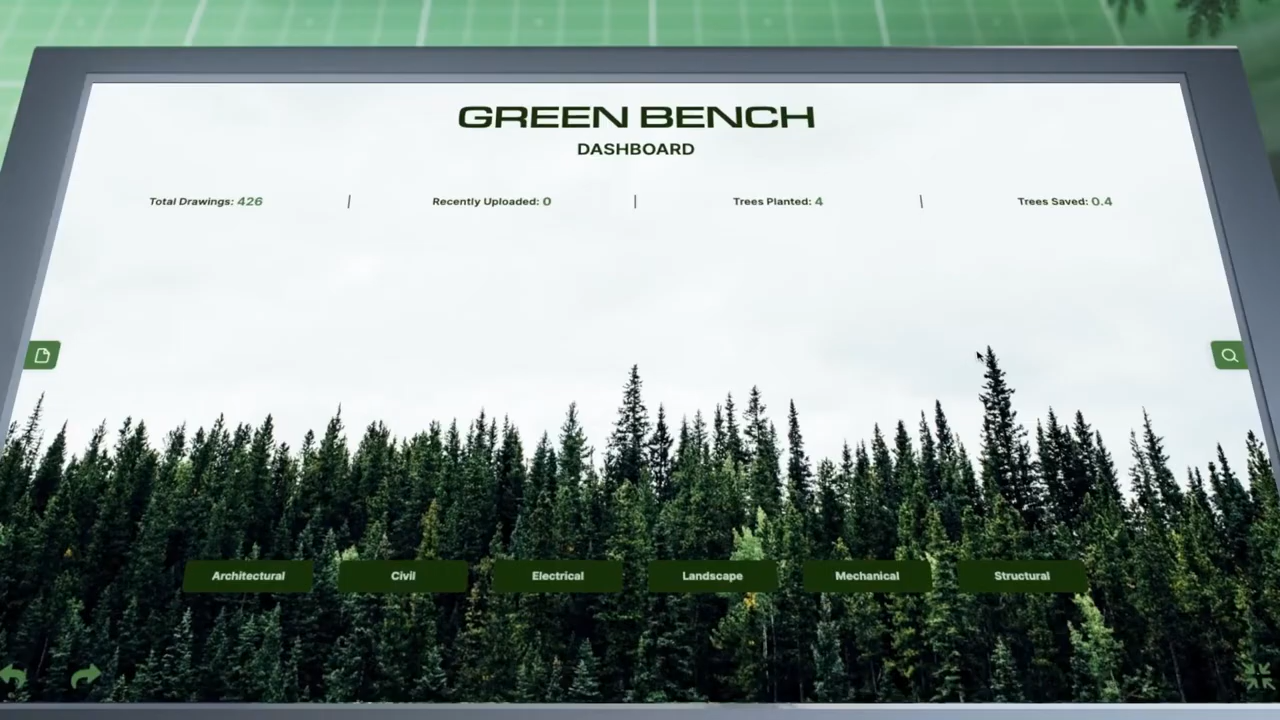 GREEN BENCH
DASHBOARD
Total Drawings: 426 | Recently Uploaded: 0 | Trees Planted: 4 | Trees Saved: 0.4
Architectural Civil Electrical Landscape Mechanical Structural